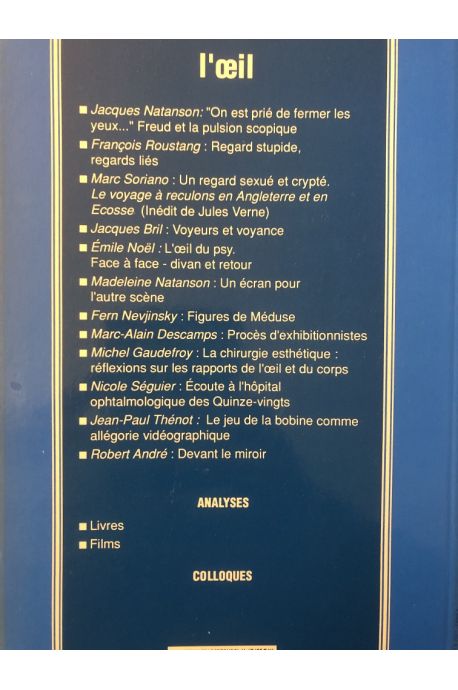 l'œil
■ Jacques Natanson: "On est prié de fermer les
yeux..." Freud et la pulsion scopique
■ François Roustang : Regard stupide,
regards liés
■ Marc Soriano : Un regard sexué et crypté.
Le voyage à reculons en Angleterre et en
Ecosse (Inédit de Jules Verne)
■ Jacques Bril : Voyeurs et voyance
■ Émile Noël : L'œil du psy.
Face à face - divan et retour
■ Madeleine Natanson : Un écran pour
l'autre scène
■ Fern Nevjinsky : Figures de Méduse
■ Marc-Alain Descamps : Procès d'exhibitionnistes
■ Michel Gaudefroy : La chirurgie esthétique :
réflexions sur les rapports de l'œil et du corps
■ Nicole Séguier : Écoute à l'hôpital
ophtalmologique des Quinze-vingts
■ Jean-Paul Thénot : Le jeu de la bobine comme
allégorie vidéographique
■ Robert André : Devant le miroir
ANALYSES
■ Livres
■ Films
COLLOQUES